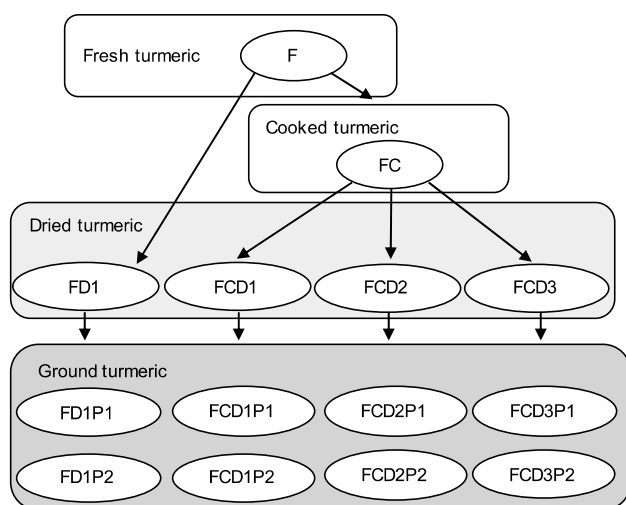 Fresh turmeric
F
Cooked turmeric
FC
Dried turmeric
FD1
FCD1
FCD2
FCD3
Ground turmeric
FD1P1
FCD1P1
FCD2P1
FCD3P1
FD1P2
FCD1P2
FCD2P2
FCD3P2